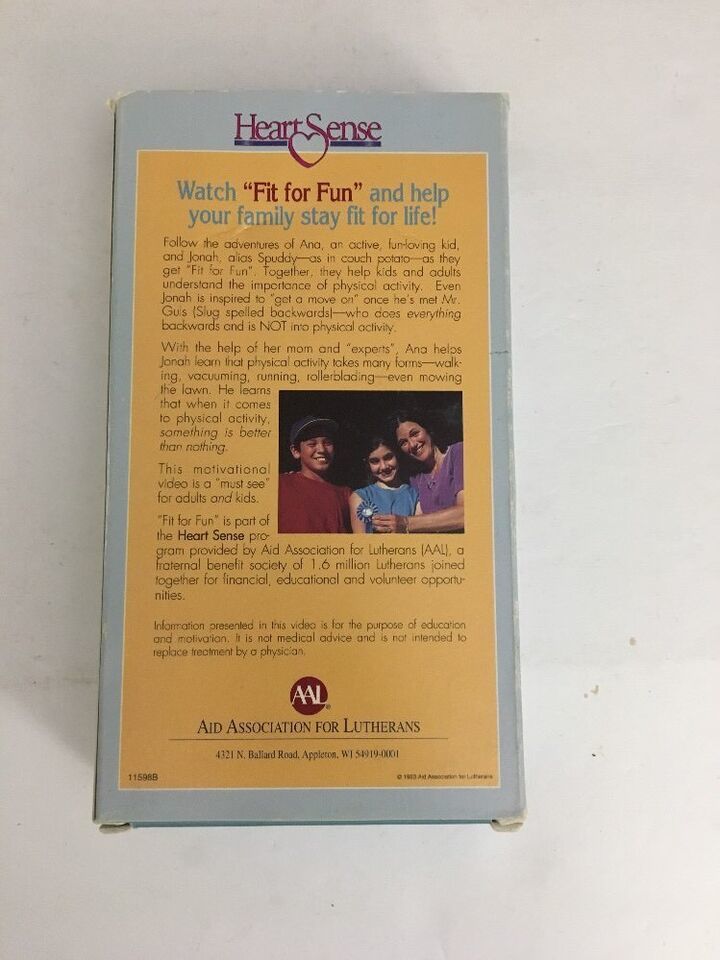 Heart Sense
Watch "Fit for Fun" and help
your family stay fit for life!
Follow the adventures of Ana, an active, fun-loving kid,
and Jonah, alias Spuddy—as in couch potato—as they
get "Fit for Fun". Together, they help kids and adults
understand the importance of physical activity. Even
Jonah is inspired to "get a move on" once he's met Mr.
Guls (Slug spelled backwards)—who does everything
backwards and is NOT into physical activity.
With the help of her mom and "experts", Ana helps
Jonah learn that physical activity takes many forms—walk-
ing, vacuuming, running, rollerblading—even mowing
the lawn. He learns
that when it comes
to physical activity,
something is better
than nothing.
This motivational
video is a "must see"
for adults and kids.
"Fit for Fun" is part of
the Heart Sense pro-
gram provided by Aid Association for Lutherans (AAL), a
fraternal benefit society of 1.6 million Lutherans joined
together for financial, educational and volunteer opportu-
nities.
Information presented in this video is for the purpose of education
and motivation. It is not medical advice and is not intended to
replace treatment by a physician.
AAL®
AID ASSOCIATION FOR LUTHERANS
4321 N. Ballard Road, Appleton, WI 54919-0001
11598B
© 1993 Aid Association for Lutherans